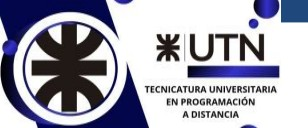 UTN
TECNICATURA UNIVERSITARIA
EN PROGRAMACIÓN
A DISTANCIA